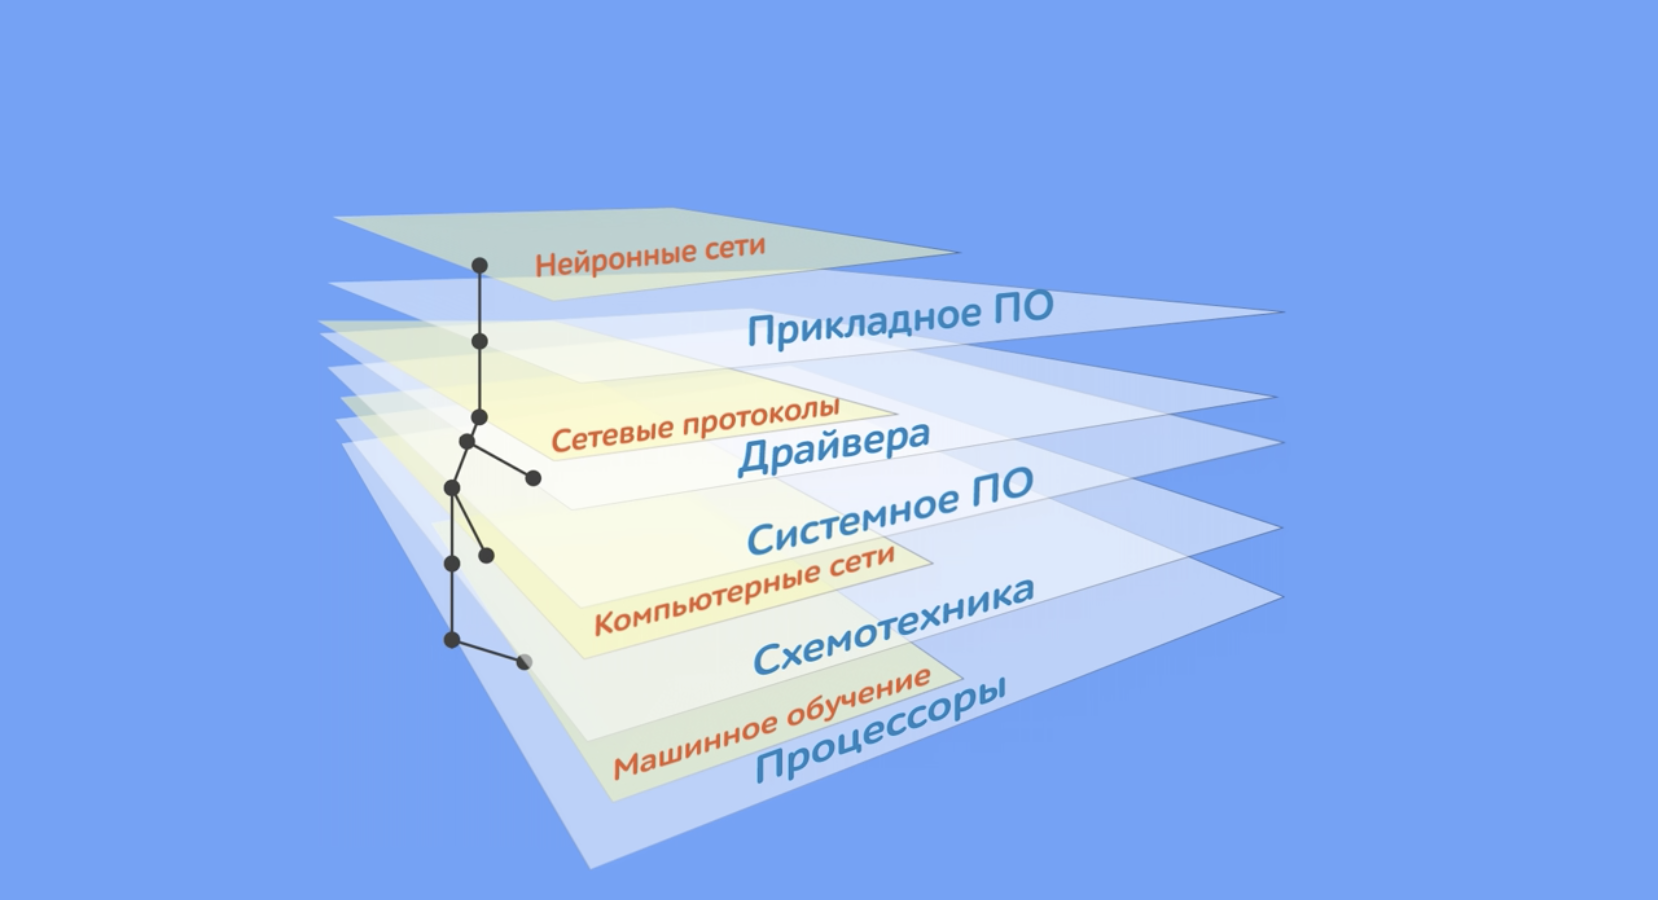 Нейронные сети
Прикладное ПО
Сетевые протоколы
Драйвера
Системное ПО
Компьютерные сети
Схемотехника
Машинное обучение
Процессоры